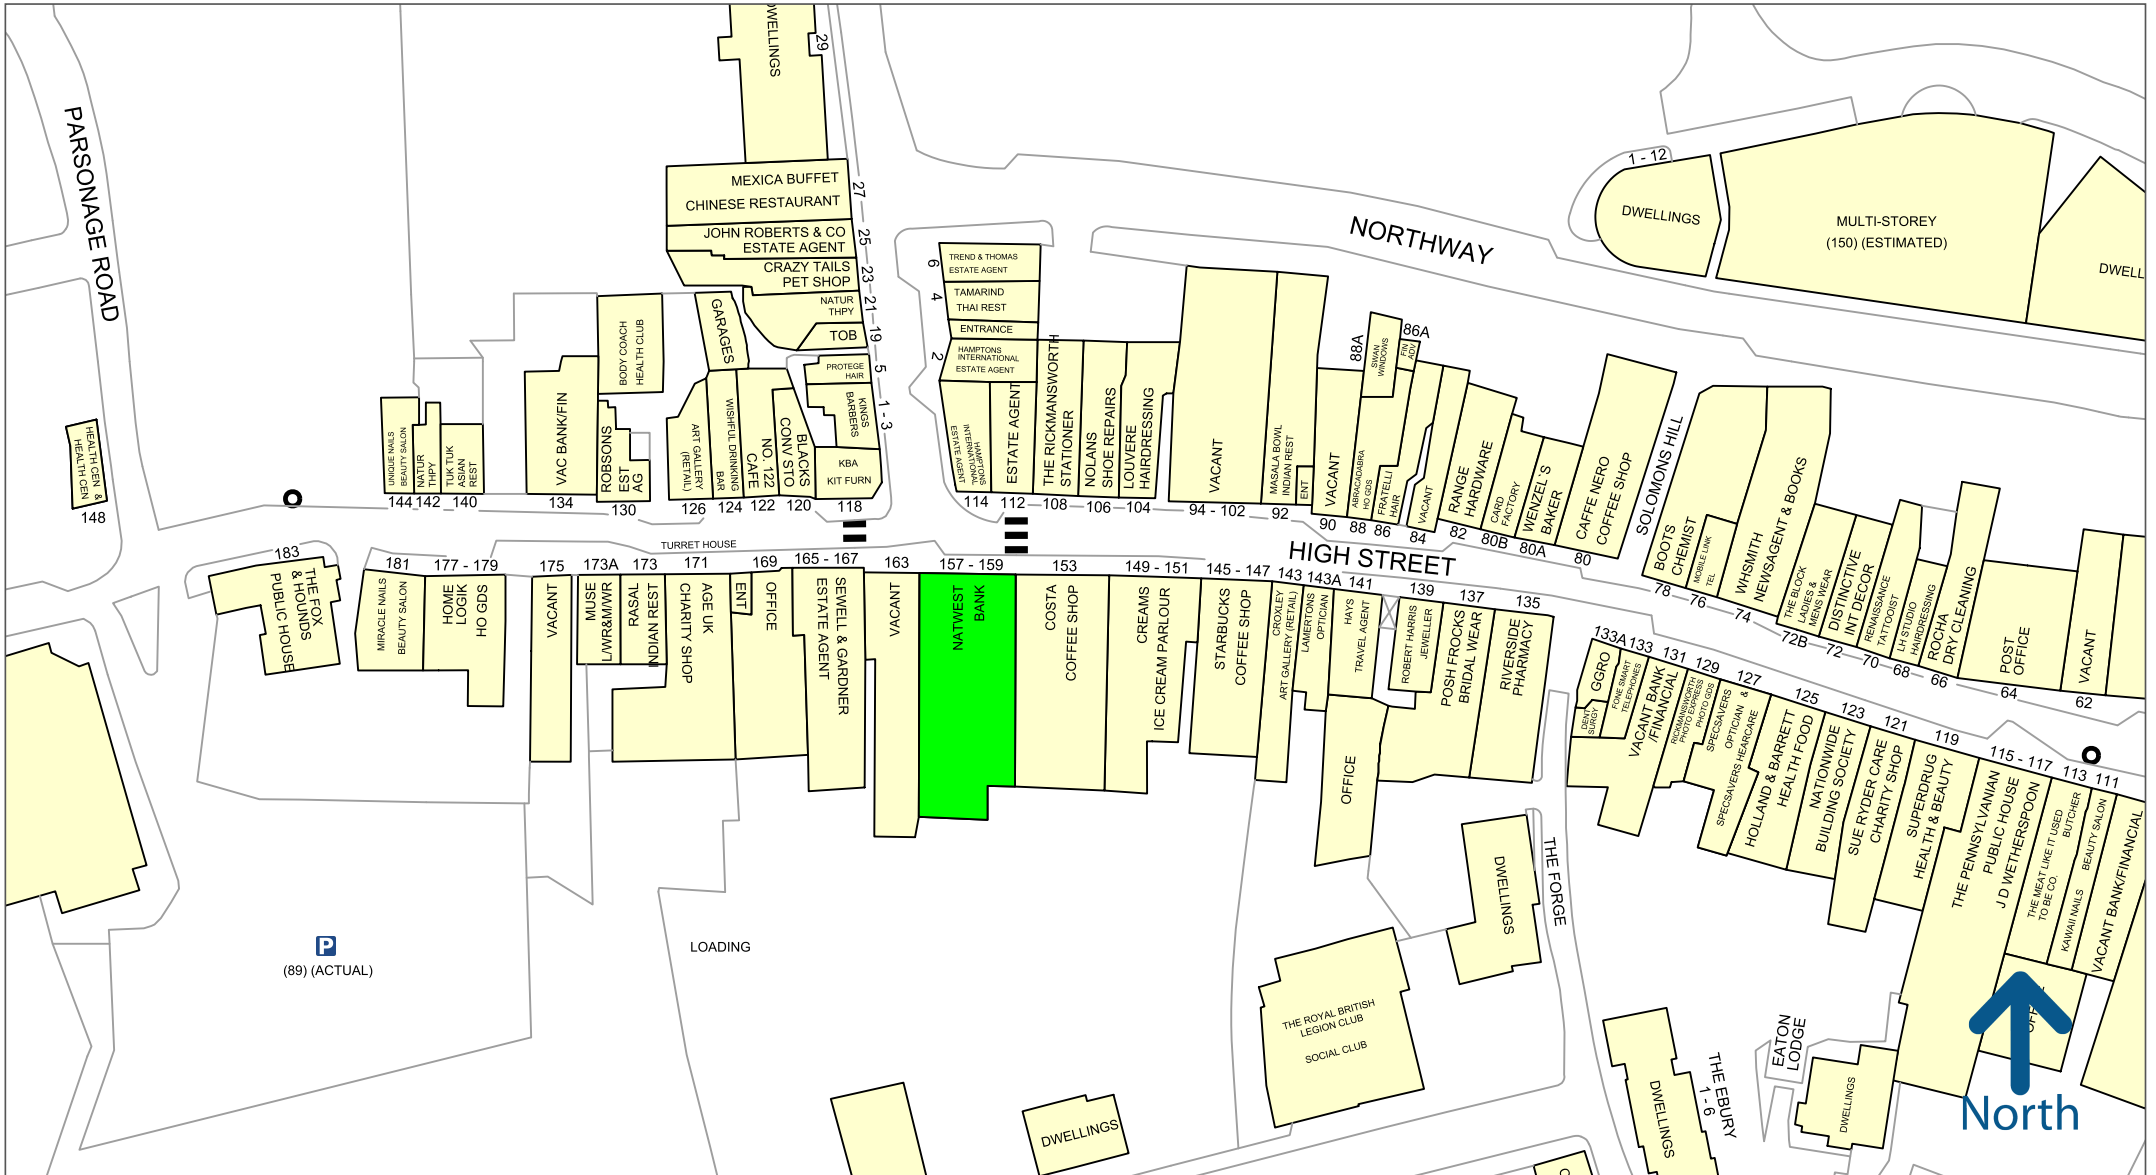 DWELLINGS
29
PARSONAGE ROAD
MEXICA BUFFET
CHINESE RESTAURANT
27
JOHN ROBERTS & CO
ESTATE AGENT
25
CRAZY TAILS
PET SHOP
23
NATUR
THPY
21
TOB
19
GARAGES
BODY COACH
HEALTH CLUB
PROTEGE
HAIR
5
KINGS
BARBERS
1 - 3
KBA
KIT FURN
118
HEALTH CEN &
HEALTH CEN
148
UNIQUE NAILS
BEAUTY SALON
144
NATUR
THPY
142
TUK TUK
ASIAN
REST
140
VAC BANK/FIN
134
ROBSONS
EST
AG
130
ART GALLERY
(RETAIL)
126
WISHFUL DRINKING
BAR
124
NO. 122
CAFE
122
BLACKS
CONV STO
120
TREND & THOMAS
ESTATE AGENT
6
TAMARIND
THAI REST
4
ENTRANCE
HAMPTONS
INTERNATIONAL
ESTATE AGENT
2
HAMPTONS
INTERNATIONAL
ESTATE AGENT
114
ESTATE AGENT
112
THE RICKMANSWORTH
STATIONER
108
NOLANS
SHOE REPAIRS
106
LOUVERE
HAIRDRESSING
104
VACANT
94 - 102
MASALA BOWL
INDIAN REST
92
ENT
VACANT
90
88A
SWAN
WINDOWS
86A
FIN
ADV
ABRACADABRA
HO GDS
88
FRATELLI
HAIR
86
VACANT
84
RANGE
HARDWARE
82
CARD
FACTORY
80B
WENZEL'S
BAKER
80A
CAFFE NERO
COFFEE SHOP
80
NORTHWAY
1 - 12
DWELLINGS
MULTI-STOREY
(150) (ESTIMATED)
DWELL
SOLOMONS HILL
BOOTS
CHEMIST
78
MOBILE LINK
TEL
76
WHSMITH
NEWSAGENT & BOOKS
74
THE BLOCK
LADIES &
MENS WEAR
72B
DISTINCTIVE
INT DECOR
72
RENAISSANCE
TATTOOIST
70
LH STUDIO
HAIRDRESSING
68
ROCHA
DRY CLEANING
66
POST
OFFICE
64
VACANT
62
TURRET HOUSE
HIGH STREET
183
THE FOX
& HOUNDS
PUBLIC HOUSE
181
MIRACLE NAILS
BEAUTY SALON
177 - 179
HOME
LOGIK
HO GDS
175
VACANT
173A
MUSE
L/WR&M/WR
173
RASAL
INDIAN REST
171
AGE UK
CHARITY SHOP
ENT
169
OFFICE
165 - 167
SEWELL & GARDNER
ESTATE AGENT
163
VACANT
157 - 159
NATWEST
BANK
153
COSTA
COFFEE SHOP
149 - 151
CREAMS
ICE CREAM PARLOUR
145 - 147
STARBUCKS
COFFEE SHOP
143
CROXLEY
ART GALLERY (RETAIL)
143A
LAMERTONS
OPTICIAN
141
HAYS
TRAVEL AGENT
OFFICE
139
ROBERT HARRIS
JEWELLER
137
POSH FROCKS
BRIDAL WEAR
135
RIVERSIDE
PHARMACY
133A
GGRO
DENT
SURGY
133
FONE SMART
TELEPHONES
131
VACANT BANK
/FINANCIAL
129
RICKMANSWORTH
PHOTO EXPRESS
PHOTO GDS
127
SPECSAVERS
OPTICIAN &
SPECSAVERS HEARCARE
125
HOLLAND & BARRETT
HEALTH FOOD
123
NATIONWIDE
BUILDING SOCIETY
121
SUE RYDER CARE
CHARITY SHOP
119
SUPERDRUG
HEALTH & BEAUTY
115 - 117
THE PENNSYLVANIAN
PUBLIC HOUSE
J D WETHERSPOON
113
THE MEAT LIKE IT USED
TO BE CO.
BUTCHER
111
KAWAII NAILS
BEAUTY SALON
VACANT BANK/FINANCIAL
P
(89) (ACTUAL)
LOADING
DWELLINGS
THE FORGE
DWELLINGS
THE ROYAL BRITISH
LEGION CLUB
SOCIAL CLUB
DWELLINGS
THE EBURY
1 - 6
EATON
LODGE
DWELLINGS
North